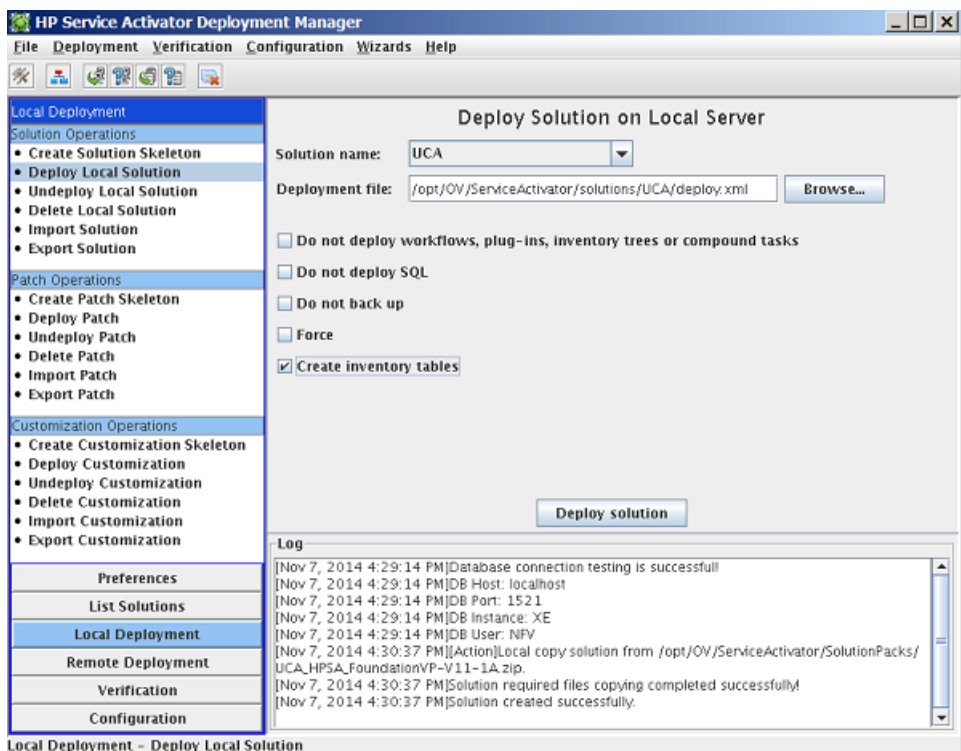 HP Service Activator Deployment Manager
File Deployment Verification Configuration Wizards Help
Local Deployment
Solution Operations
• Create Solution Skeleton
• Deploy Local Solution
• Undeploy Local Solution
• Delete Local Solution
• Import Solution
• Export Solution
Patch Operations
• Create Patch Skeleton
• Deploy Patch
• Undeploy Patch
• Delete Patch
• Import Patch
• Export Patch
Customization Operations
• Create Customization Skeleton
• Deploy Customization
• Undeploy Customization
• Delete Customization
• Import Customization
• Export Customization
Preferences
List Solutions
Local Deployment
Remote Deployment
Verification
Configuration
Deploy Solution on Local Server
Solution name: UCA
Deployment file: /opt/OV/ServiceActivator/solutions/UCA/deploy.xml Browse...
Do not deploy workflows, plug-ins, inventory trees or compound tasks
Do not deploy SQL
Do not back up
Force
Create inventory tables
Deploy solution
Log
[Nov 7, 2014 4:29:14 PM]Database connection testing is successful!
[Nov 7, 2014 4:29:14 PM]DB Host: localhost
[Nov 7, 2014 4:29:14 PM]DB Port: 1521
[Nov 7, 2014 4:29:14 PM]DB Instance: XE
[Nov 7, 2014 4:29:14 PM]DB User: NFV
[Nov 7, 2014 4:30:37 PM][Action]Local copy solution from /opt/OV/ServiceActivator/SolutionPacks/
UCA_HPSA_FoundationVP-V11-1A.zip.
[Nov 7, 2014 4:30:37 PM]Solution required files copying completed successfully!
[Nov 7, 2014 4:30:37 PM]Solution created successfully.
Local Deployment - Deploy Local Solution